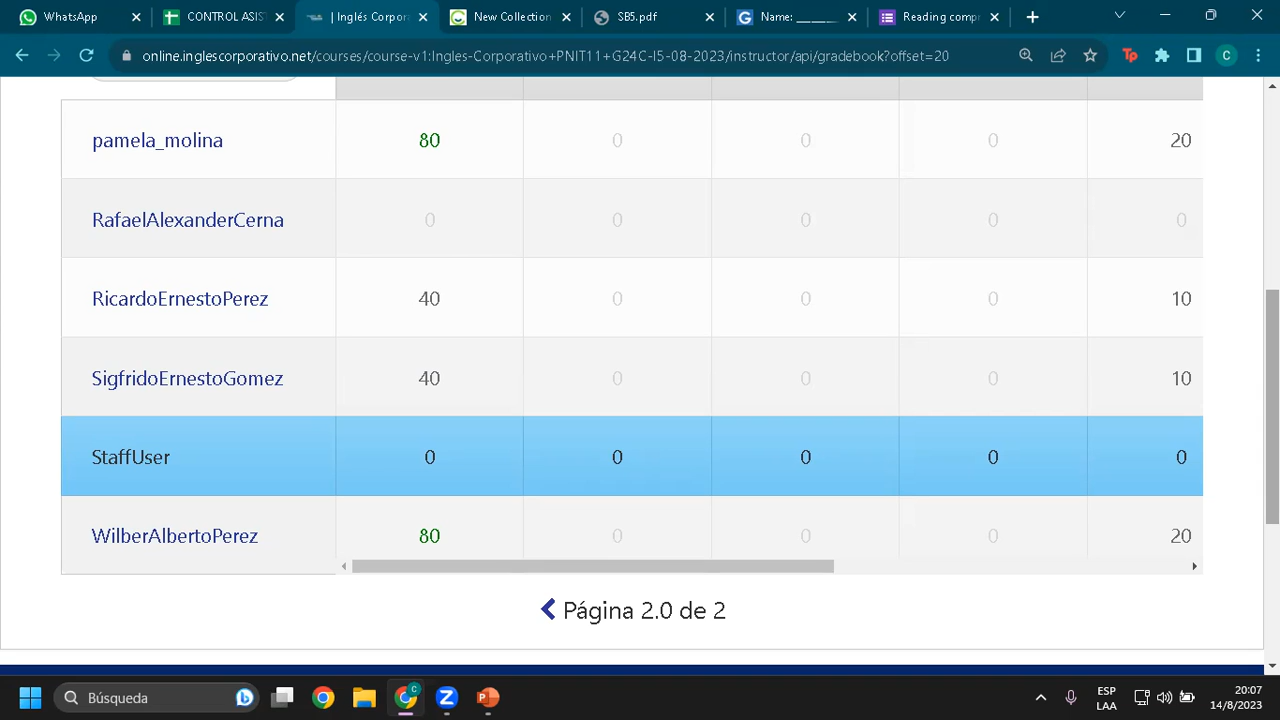 WhatsApp
CONTROL ASIS
| Inglés Corpora
New Collection
SB5.pdf
Name: ______
Reading compr
online.inglescorporativo.net/courses/course-v1:Ingles-Corporativo+PNIT11+G24C-I5-08-2023/instructor/api/gradebook?offset=20
Tp
C
pamela_molina 80 0 0 0 20
RafaelAlexanderCerna 0 0 0 0 0
RicardoErnestoPerez 40 0 0 0 10
SigfridoErnestoGomez 40 0 0 0 10
StaffUser 0 0 0 0 0
WilberAlbertoPerez 80 0 0 0 20
Página 2.0 de 2
Búsqueda
ESP
LAA
20:07
14/8/2023